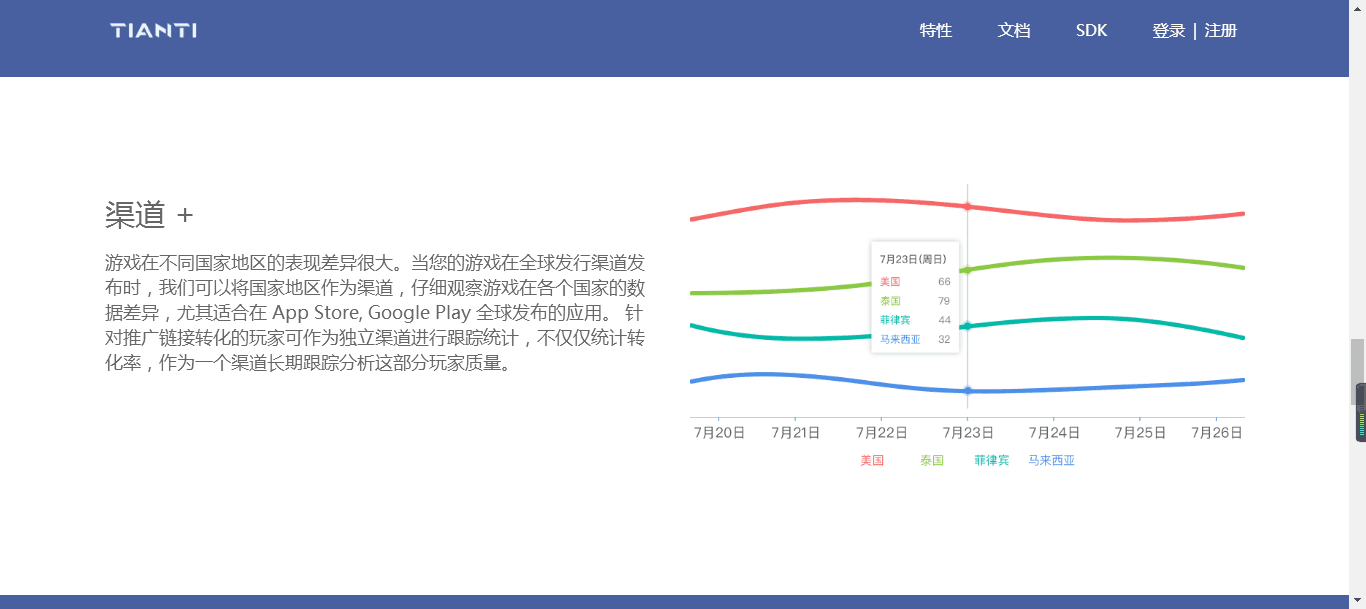 TIANTI
特性 文档 SDK 登录 | 注册
渠道 +
游戏在不同国家地区的表现差异很大。当您的游戏在全球发行渠道发
布时，我们可以将国家地区作为渠道，仔细观察游戏在各个国家的数
据差异，尤其适合在 App Store, Google Play 全球发布的应用。 针
对推广链接转化的玩家可作为独立渠道进行跟踪统计，不仅仅统计转
化率，作为一个渠道长期跟踪分析这部分玩家质量。
7月23日(周日)
美国 66
泰国 79
菲律宾 44
马来西亚 32
7月20日 7月21日 7月22日 7月23日 7月24日 7月25日 7月26日
美国 泰国 菲律宾 马来西亚